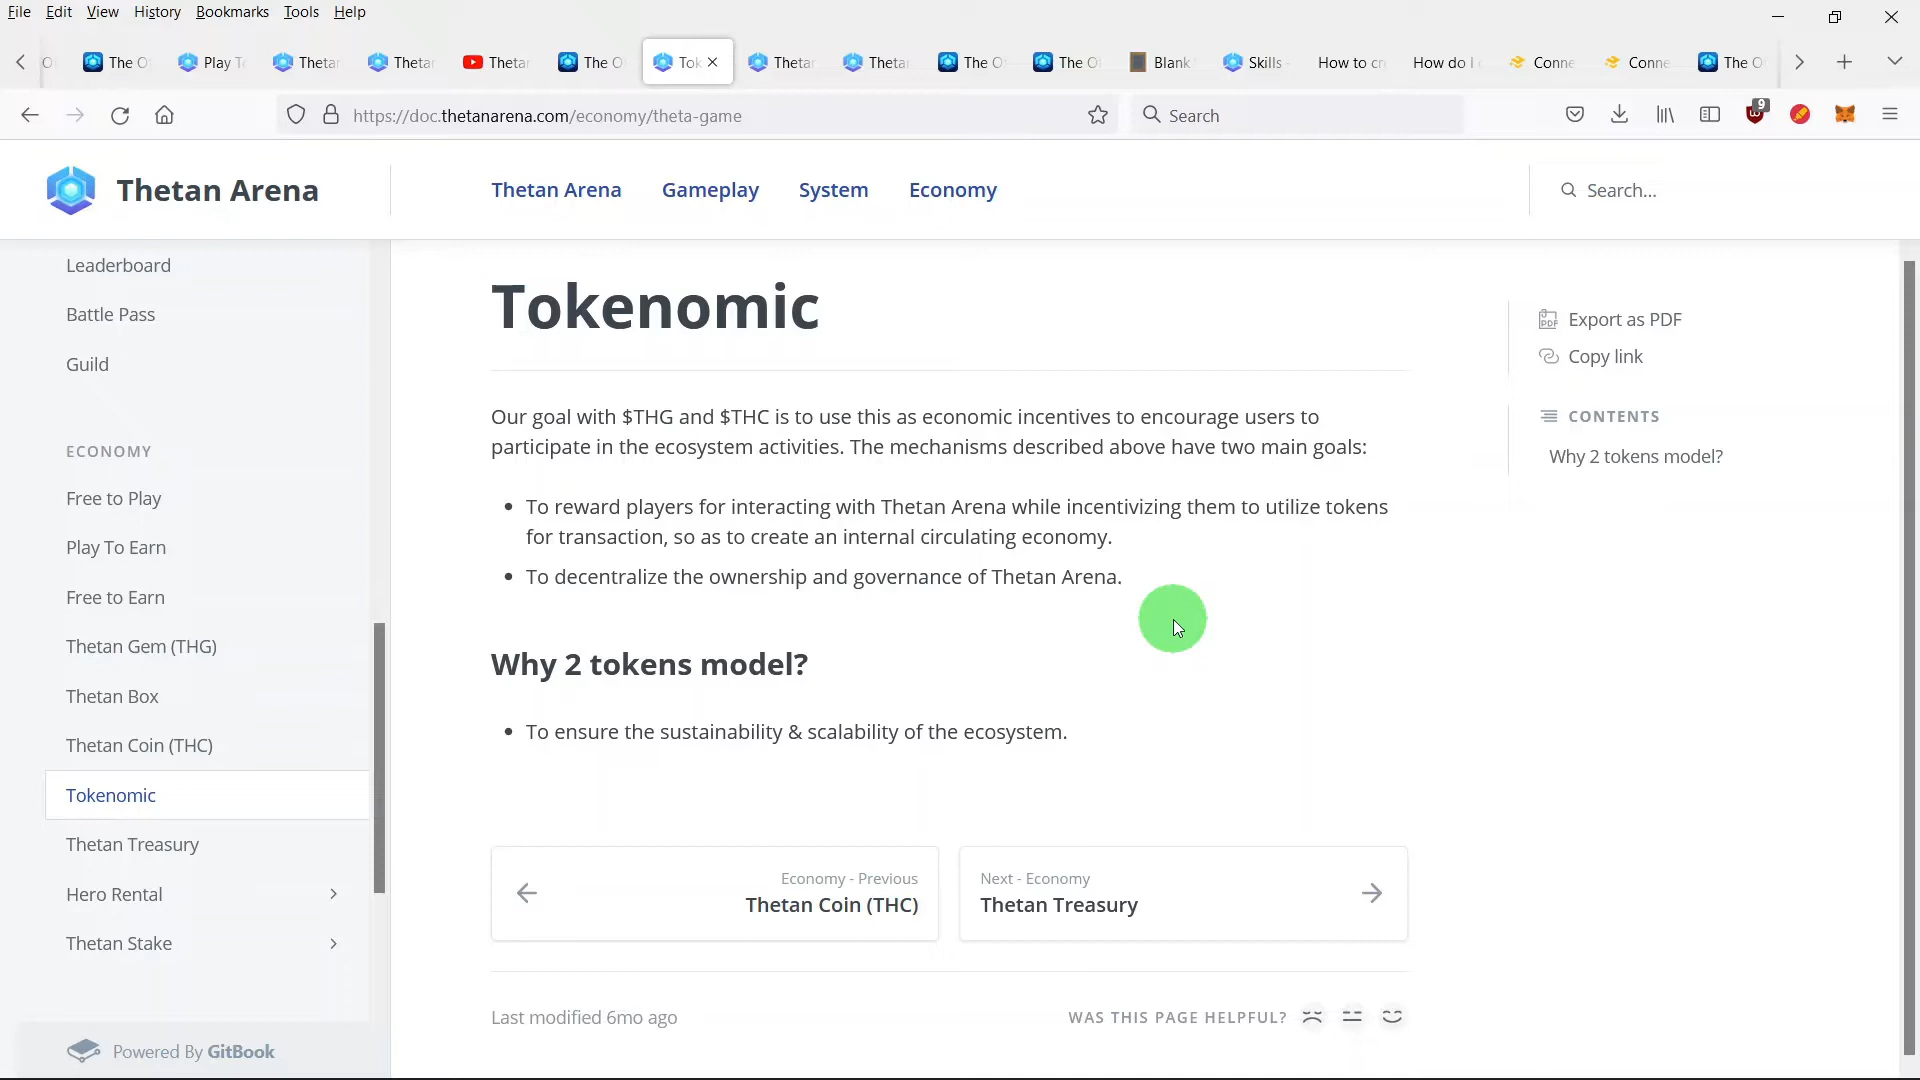 File Edit View History Bookmarks Tools Help
The O Play T Thetar Theta Thetar The O Tok Thetar Theta The O The O Blank Skills How to cr How do I Conne Conne The O
https://doc.thetanarena.com/economy/theta-game
Search
9
Thetan Arena
Thetan Arena Gameplay System Economy
Search...
Leaderboard
Battle Pass
Guild
ECONOMY
Free to Play
Play To Earn
Free to Earn
Thetan Gem (THG)
Thetan Box
Thetan Coin (THC)
Tokenomic
Thetan Treasury
Hero Rental
Thetan Stake
Powered By GitBook
Tokenomic
Our goal with $THG and $THC is to use this as economic incentives to encourage users to
participate in the ecosystem activities. The mechanisms described above have two main goals:
• To reward players for interacting with Thetan Arena while incentivizing them to utilize tokens
for transaction, so as to create an internal circulating economy.
• To decentralize the ownership and governance of Thetan Arena.
Why 2 tokens model?
• To ensure the sustainability & scalability of the ecosystem.
Economy - Previous
Thetan Coin (THC)
Next - Economy
Thetan Treasury
Last modified 6mo ago
WAS THIS PAGE HELPFUL?
PDF Export as PDF
Copy link
CONTENTS
Why 2 tokens model?